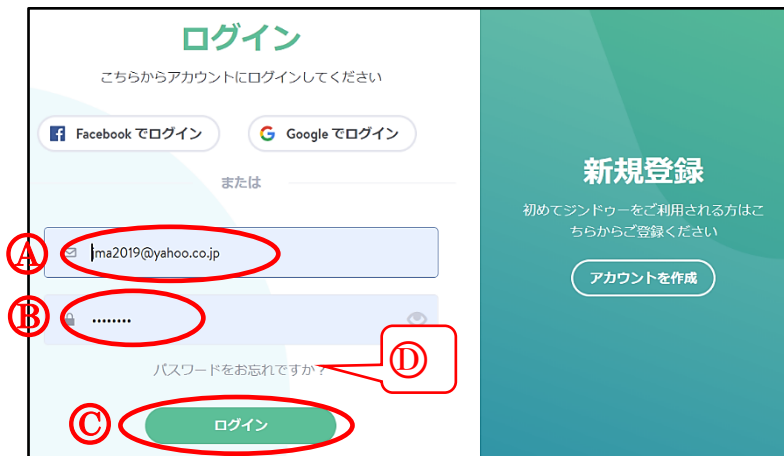 ログイン
こちらからアカウントにログインしてください
Facebook でログイン
Google でログイン
または
Ⓐ
jma2019@yahoo.co.jp
Ⓑ
••••••••
パスワードをお忘れですか？
Ⓓ
Ⓒ
ログイン
新規登録
初めてジンドゥーをご利用される方はこ
ちらからご登録ください
アカウントを作成